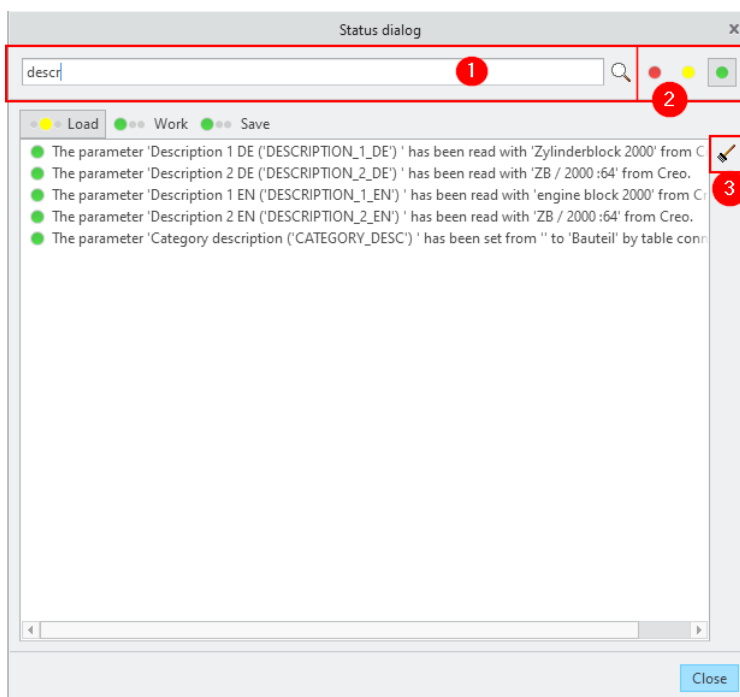 Status dialog
x
descr
1
2
Load Work Save
The parameter 'Description 1 DE ('DESCRIPTION_1_DE') ' has been read with 'Zylinderblock 2000' from C
The parameter 'Description 2 DE ('DESCRIPTION_2_DE') ' has been read with 'ZB / 2000 :64' from Creo.
3
The parameter 'Description 1 EN ('DESCRIPTION_1_EN') ' has been read with 'engine block 2000' from Cr
The parameter 'Description 2 EN ('DESCRIPTION_2_EN') ' has been read with 'ZB / 2000 :64' from Creo.
The parameter 'Category description ('CATEGORY_DESC') ' has been set from '' to 'Bauteil' by table conn
Close